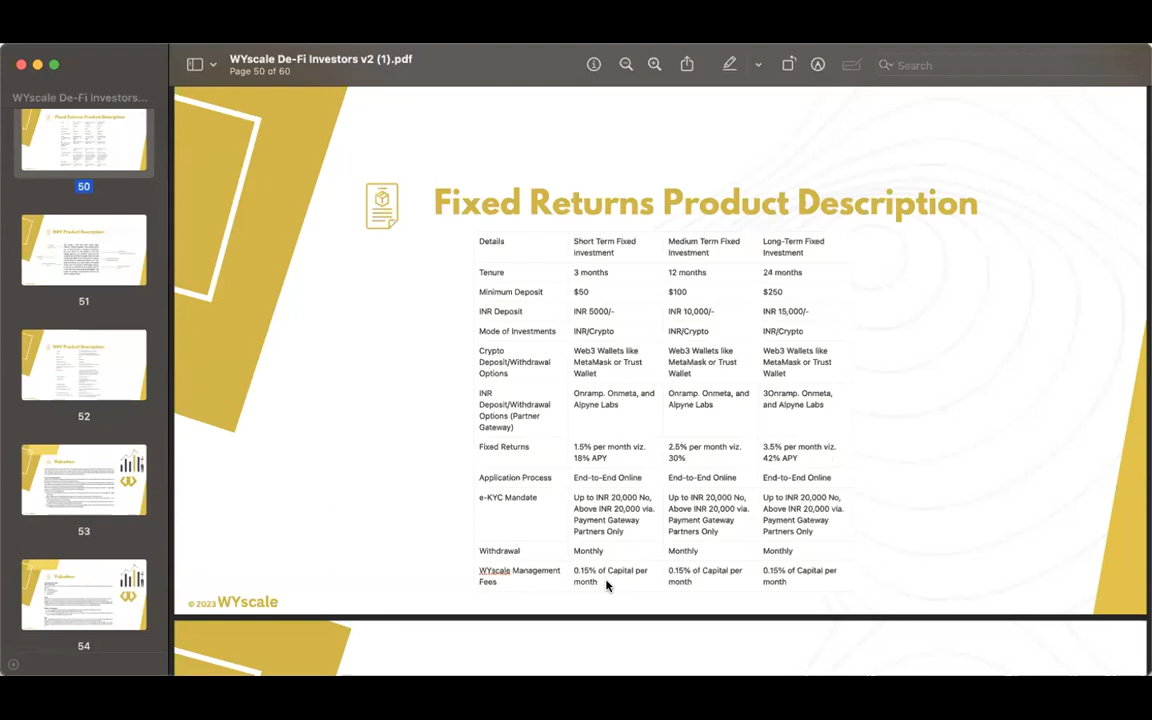 WYscale De-Fi Investors v2 (1).pdf
Page 50 of 60
Search
WYscale De-Fi Investors...
Fixed Returns Product Description
50
51
52
53
54
Fixed Returns Product Description
Details
Short Term Fixed
investment
Medium Term Fixed
Investment
Long-Term Fixed
Investment
Tenure
3 months
12 months
24 months
Minimum Deposit
$50
$100
$250
INR Deposit
INR 5000/-
INR 10,000/-
INR 15,000/-
Mode of Investments
INR/Crypto
INR/Crypto
INR/Crypto
Crypto
Deposit/Withdrawal
Options
Web3 Wallets like
MetaMask or Trust
Wallet
Web3 Wallets like
MetaMask or Trust
Wallet
Web3 Wallets like
MetaMask or Trust
Wallet
INR
Deposit/Withdrawal
Options (Partner
Gateway)
Onramp. Onmeta, and
Alpyne Labs
Onramp. Onmeta, and
Alpyne Labs
3Onramp. Onmeta,
and Alpyne Labs
Fixed Returns
1.5% per month viz.
18% APY
2.5% per month viz.
30%
3.5% per month viz.
42% APY
Application Process
End-to-End Online
End-to-End Online
End-to-End Online
e-KYC Mandate
Up to INR 20,000 No,
Above INR 20,000 via.
Payment Gateway
Partners Only
Up to INR 20,000 No,
Above INR 20,000 via.
Payment Gateway
Partners Only
Up to INR 20,000 No,
Above INR 20,000 via.
Payment Gateway
Partners Only
Withdrawal
Monthly
Monthly
Monthly
WYscale Management
Fees
0.15% of Capital per
month
0.15% of Capital per
month
0.15% of Capital per
month
© 2023 WYscale